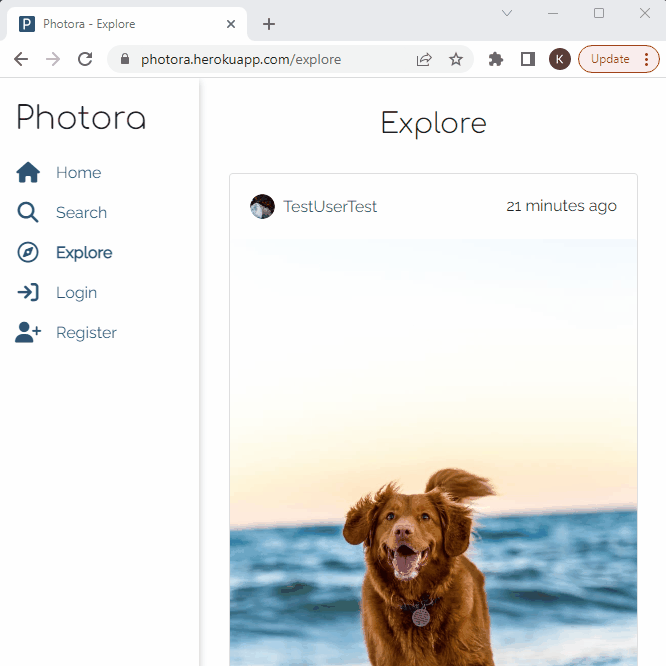 P Photora - Explore
photora.herokuapp.com/explore
K
Update
Photora
Home
Search
Explore
Login
Register
Explore
TestUserTest
21 minutes ago